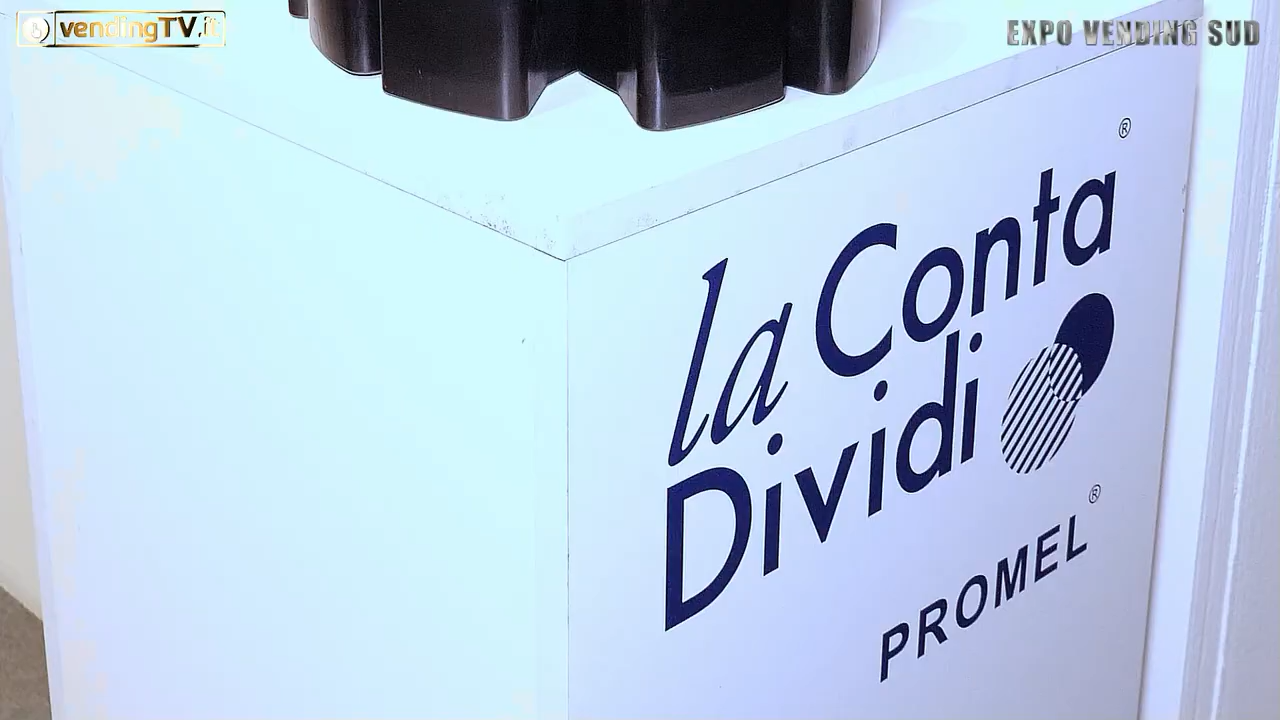 vendingTV.it
EXPO VENDING SUD
®
la Conta
Dividi
®
PROMEL